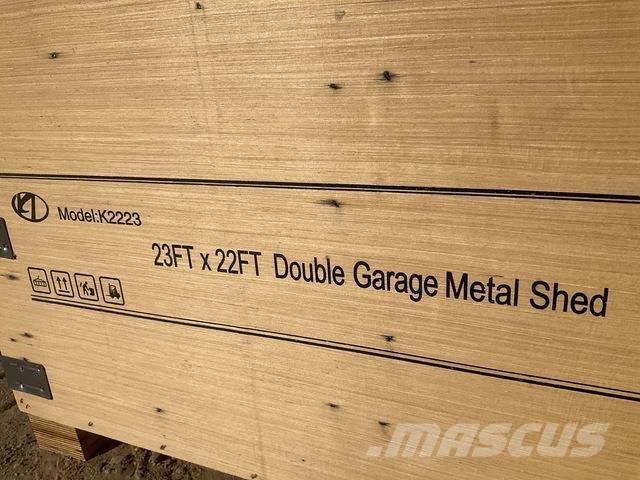 Model:K2223
23FT x 22FT Double Garage Metal Shed
.MASCUS